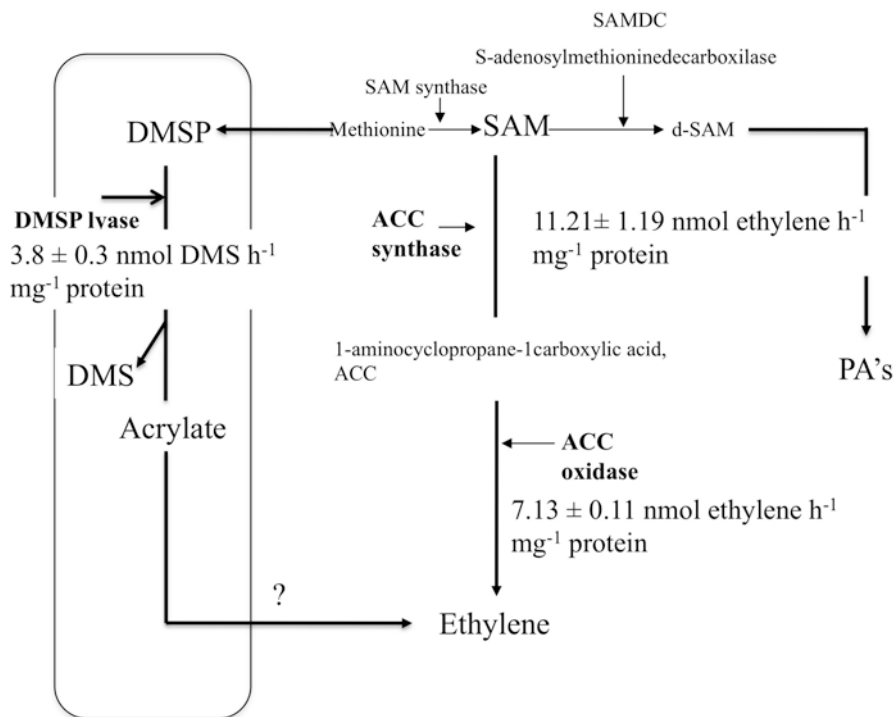 SAMDC
S-adenosylmethioninedecarboxilase
SAM synthase
DMSP
Methionine
SAM
d-SAM
DMSP lyase
3.8 ± 0.3 nmol DMS h-1
mg-1 protein
ACC
synthase
11.21± 1.19 nmol ethylene h-1
mg-1 protein
1-aminocyclopropane-1carboxylic acid,
ACC
DMS
PA's
Acrylate
ACC
oxidase
7.13 ± 0.11 nmol ethylene h-1
mg-1 protein
?
Ethylene